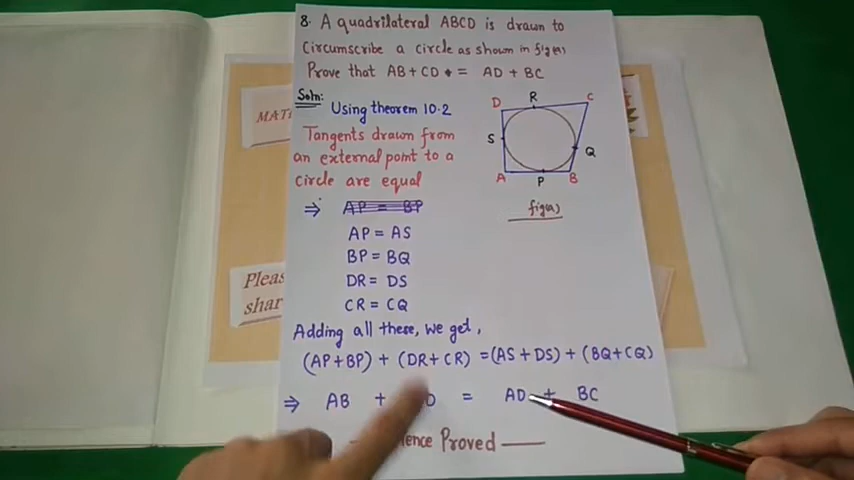 8. A quadrilateral ABCD is drawn to
Circumscribe a circle as shown in fig(a)
Prove that AB + CD = AD + BC
Soln:
Using theorem 10.2
Tangents drawn from
an external point to a
circle are equal
⇒ AP = BP
AP = AS
BP = BQ
DR = DS
CR = CQ
D R C
S Q
A P B
fig(a)
Adding all these, we get,
(AP+BP) + (DR+CR) = (AS+DS) + (BQ+CQ)
⇒ AB + D = AD + BC
Proved
MAT
Pleas
shar